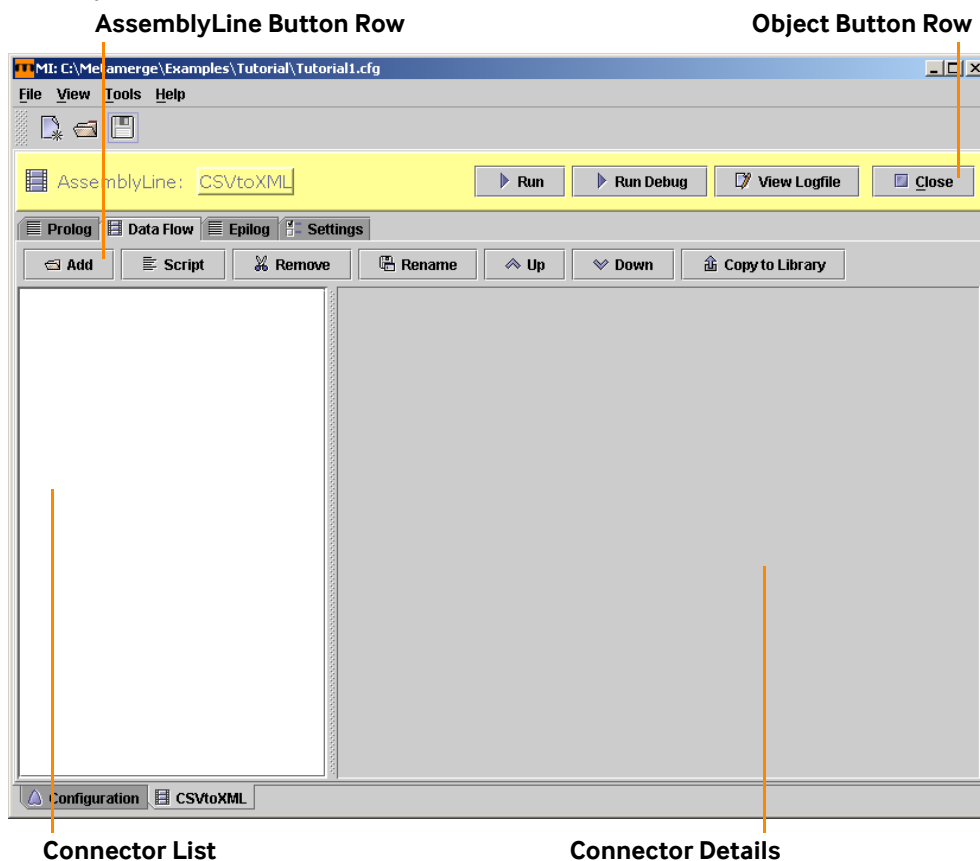 AssemblyLine Button Row Object Button Row
MI: C:\Metamerge\Examples\Tutorial\Tutorial1.cfg
File View Tools Help
AssemblyLine: CSVtoXML Run Run Debug View Logfile Close
Prolog Data Flow Epilog Settings
Add Script Remove Rename Up Down Copy to Library
Configuration CSVtoXML
Connector List Connector Details